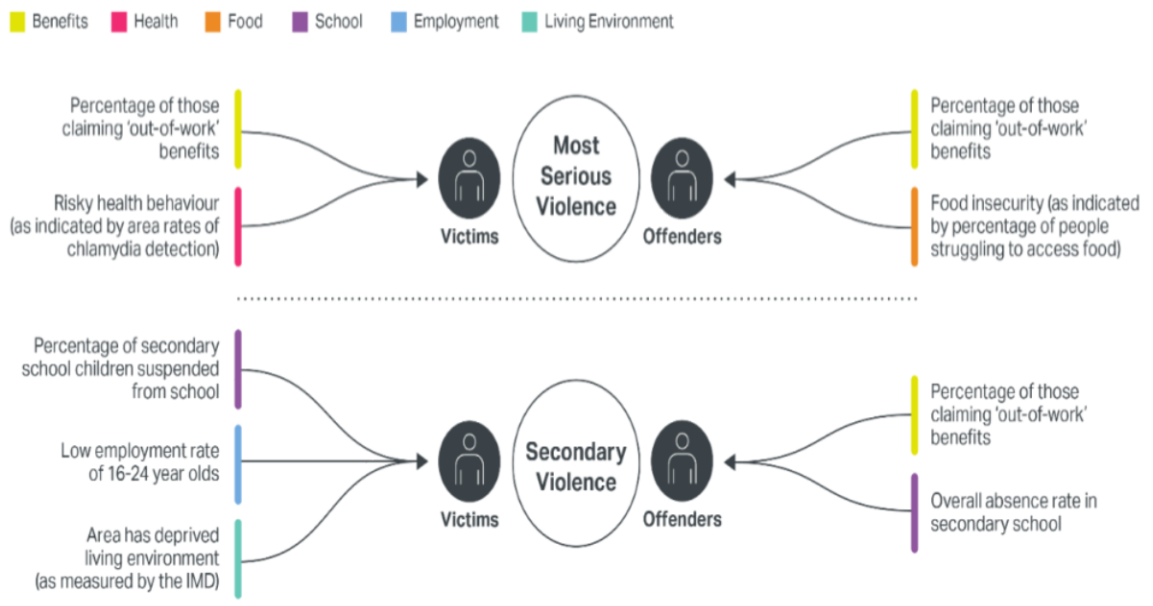 Benefits Health Food School Employment Living Environment
Percentage of those
claiming 'out-of-work'
benefits
Risky health behaviour
(as indicated by area rates of
chlamydia detection)
Victims
Most
Serious
Violence
Offenders
Percentage of those
claiming 'out-of-work'
benefits
Food insecurity (as indicated
by percentage of people
struggling to access food)
Percentage of secondary
school children suspended
from school
Low employment rate
of 16-24 year olds
Area has deprived
living environment
(as measured by the IMD)
Victims
Secondary
Violence
Offenders
Percentage of those
claiming 'out-of-work'
benefits
Overall absence rate in
secondary school